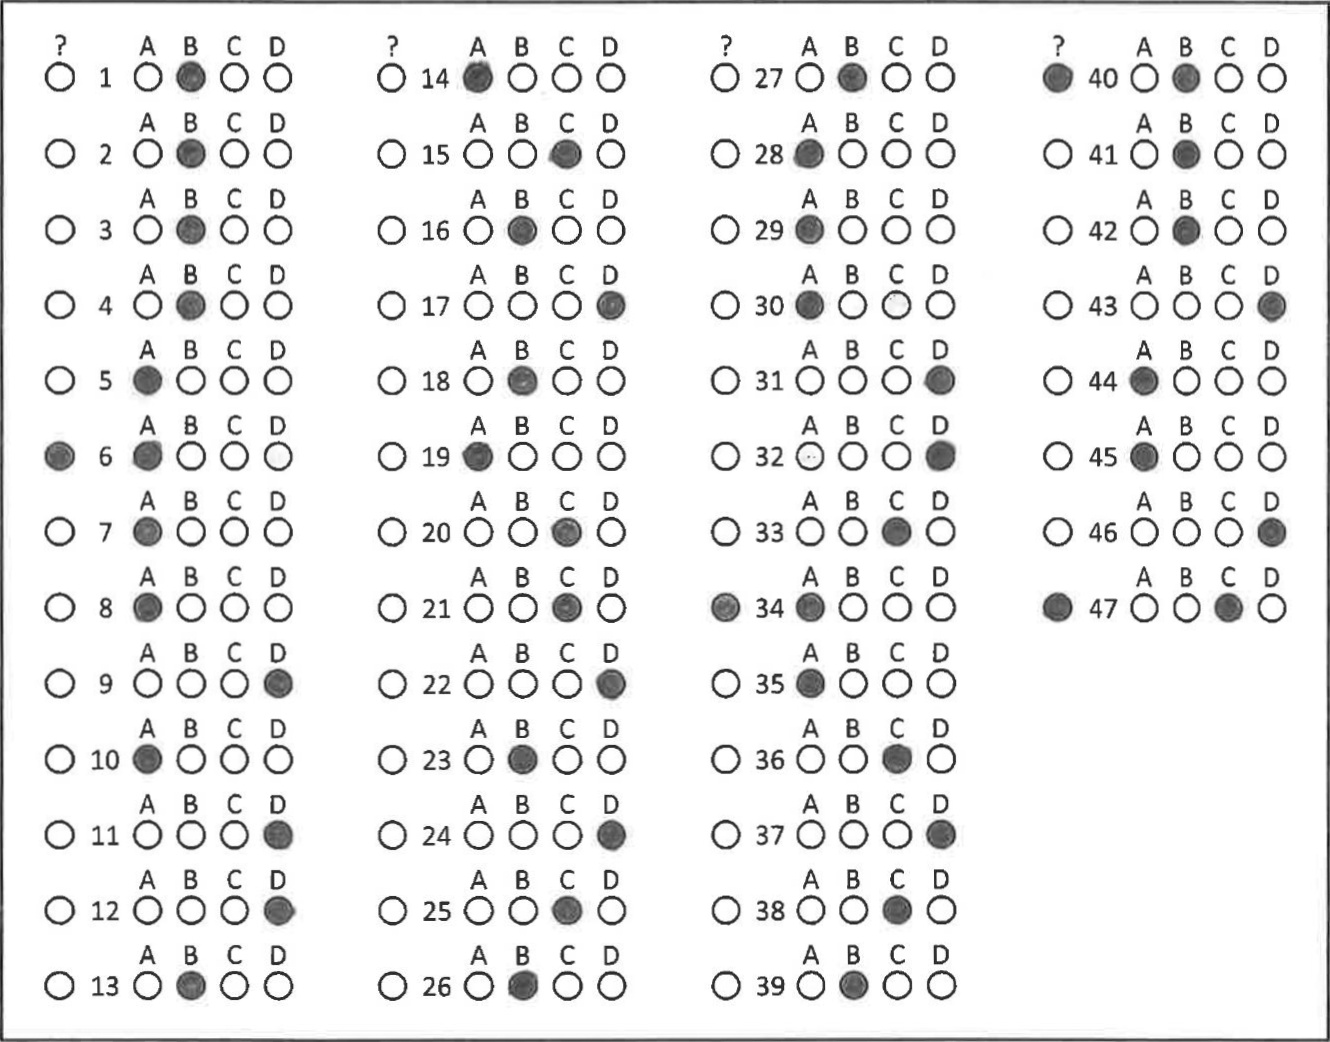 ? A B C D
1
A B C D
2
A B C D
3
A B C D
4
A B C D
5
A B C D
6
A B C D
7
A B C D
8
A B C D
9
A B C D
10
A B C D
11
A B C D
12
A B C D
13
? A B C D
14
A B C D
15
A B C D
16
A B C D
17
A B C D
18
A B C D
19
A B C D
20
A B C D
21
A B C D
22
A B C D
23
A B C D
24
A B C D
25
A B C D
26
? A B C D
27
A B C D
28
A B C D
29
A B C D
30
A B C D
31
A B C D
32
A B C D
33
A B C D
34
A B C D
35
A B C D
36
A B C D
37
A B C D
38
A B C D
39
? A B C D
40
A B C D
41
A B C D
42
A B C D
43
A B C D
44
A B C D
45
A B C D
46
A B C D
47